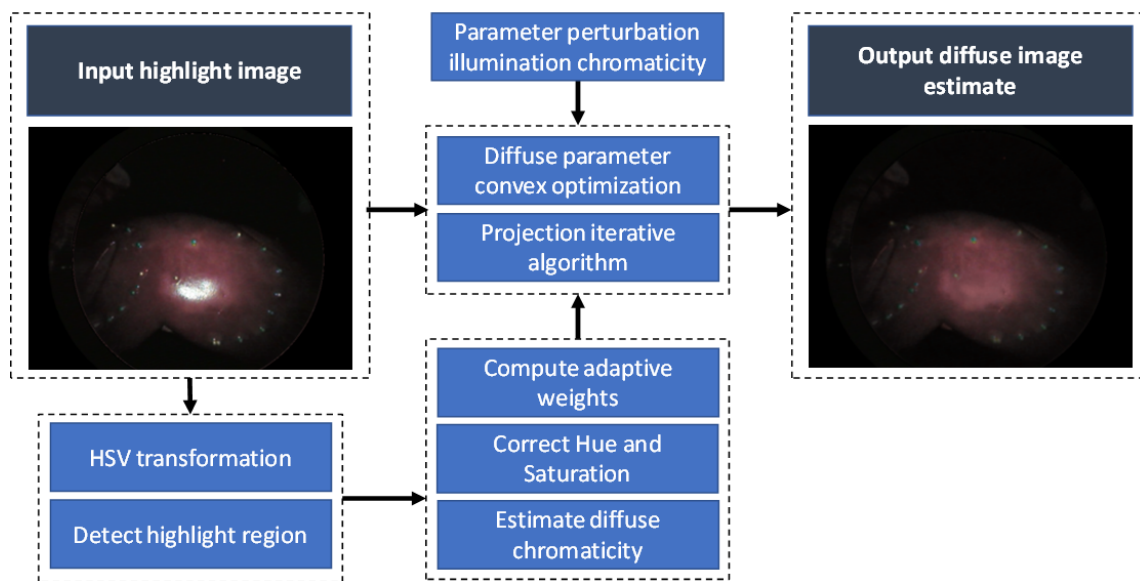 Input highlight image
Parameter perturbation
illumination chromaticity
Output diffuse image
estimate
Diffuse parameter
convex optimization
Projection iterative
algorithm
HSV transformation
Detect highlight region
Compute adaptive
weights
Correct Hue and
Saturation
Estimate diffuse
chromaticity